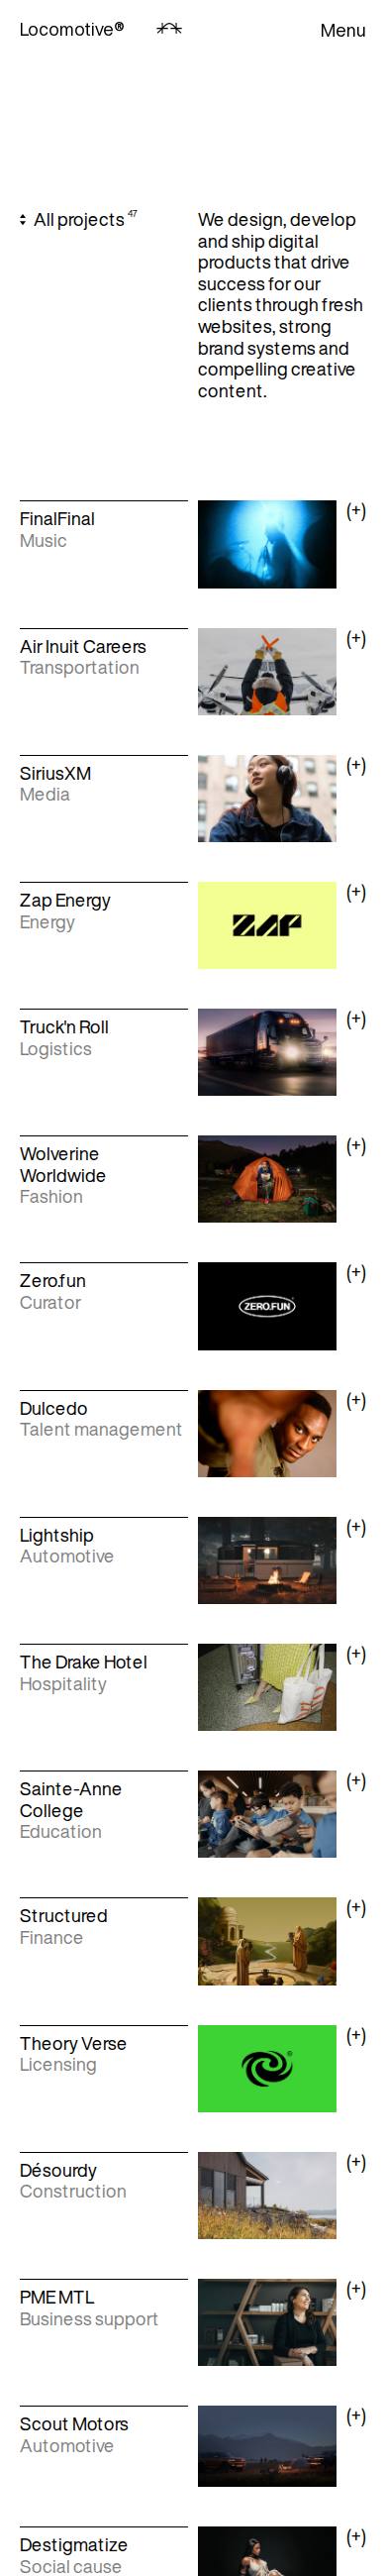 Locomotive®
Menu
All projects 47
We design, develop
and ship digital
products that drive
success for our
clients through fresh
websites, strong
brand systems and
compelling creative
content.
FinalFinal
Music
(+)
Air Inuit Careers
Transportation
(+)
SiriusXM
Media
(+)
Zap Energy
Energy
ZAP
(+)
Truck'n Roll
Logistics
(+)
Wolverine
Worldwide
Fashion
(+)
Zero.fun
Curator
ZERO.FUN
(+)
Dulcedo
Talent management
(+)
Lightship
Automotive
(+)
The Drake Hotel
Hospitality
(+)
Sainte-Anne
College
Education
(+)
Structured
Finance
(+)
Theory Verse
Licensing
(+)
Désourdy
Construction
(+)
PME MTL
Business support
(+)
Scout Motors
Automotive
(+)
Destigmatize
Social cause
(+)